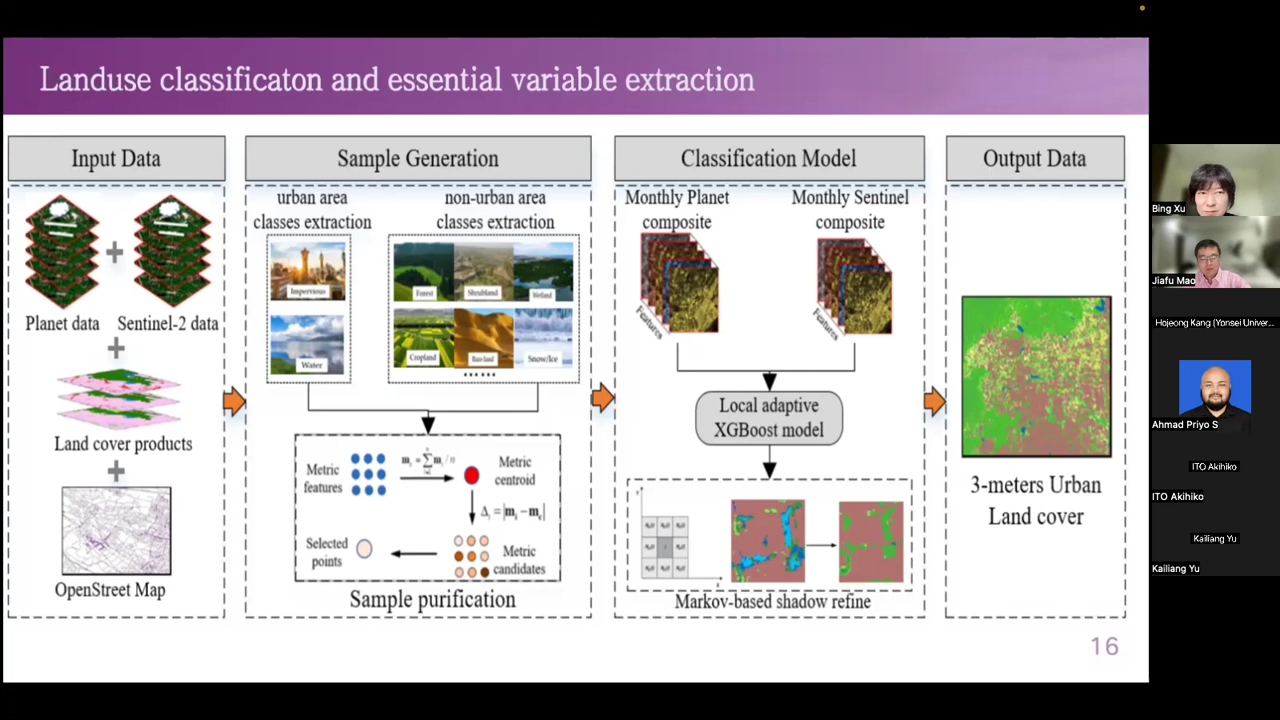 Landuse classificaton and essential variable extraction
Input Data
Planet data
Sentinel-2 data
Land cover products
OpenStreet Map
Sample Generation
urban area
classes extraction
non-urban area
classes extraction
Impervious
Water
Forest
Shrubland
Wetland
Cropland
Bare-land
Snow/Ice
Metric
features
Metric
centroid
Selected
points
Metric
candidates
Sample purification
Classification Model
Monthly Planet
composite
Monthly Sentinel
composite
Features
Features
Local adaptive
XGBoost model
Markov-based shadow refine
Output Data
3-meters Urban
Land cover
16
Bing Xu
Jiafu Mao
Hojeong Kang (Yonsei Univer...
Ahmad Priyo S
ITO Akihiko
ITO Akihiko
Kailiang Yu
Kailiang Yu